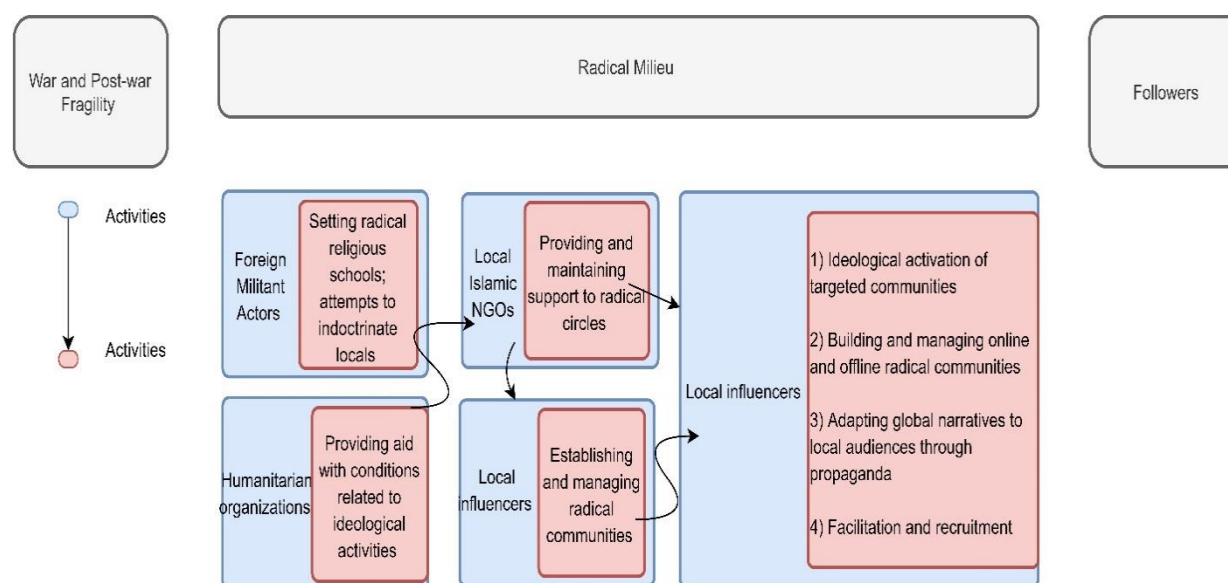 War and Post-war
Fragility
Radical Milieu
Followers
Activities
Activities
Foreign
Militant
Actors
Setting radical
religious
schools;
attempts to
indoctrinate
locals
Local
Islamic
NGOs
Providing and
maintaining
support to radical
circles
Humanitarian
organizations
Providing aid
with conditions
related to
ideological
activities
Local
influencers
Establishing
and managing
radical
communities
Local influencers
1) Ideological activation of
targeted communities
2) Building and managing online
and offline radical communities
3) Adapting global narratives to
local audiences through
propaganda
4) Facilitation and recruitment